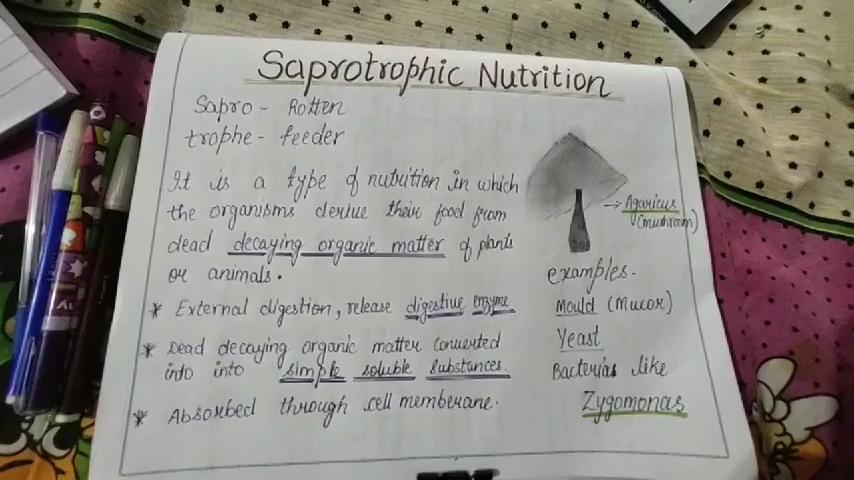 Saprotrophic Nutrition
Sapro - Rotten
trophe - feeder
It is a type of nutrition in which
the organisms derive their food from
dead decaying organic matter of plants
or animals.
* External digestion, release digestive enzyme
* Dead decaying organic matter converted
into into simple soluble substances.
* Absorbed through cell memberane.
→ Agaricus
(mushroom)
examples-
Mould (Mucor)
Yeast
Bacterias like
Zygomonas